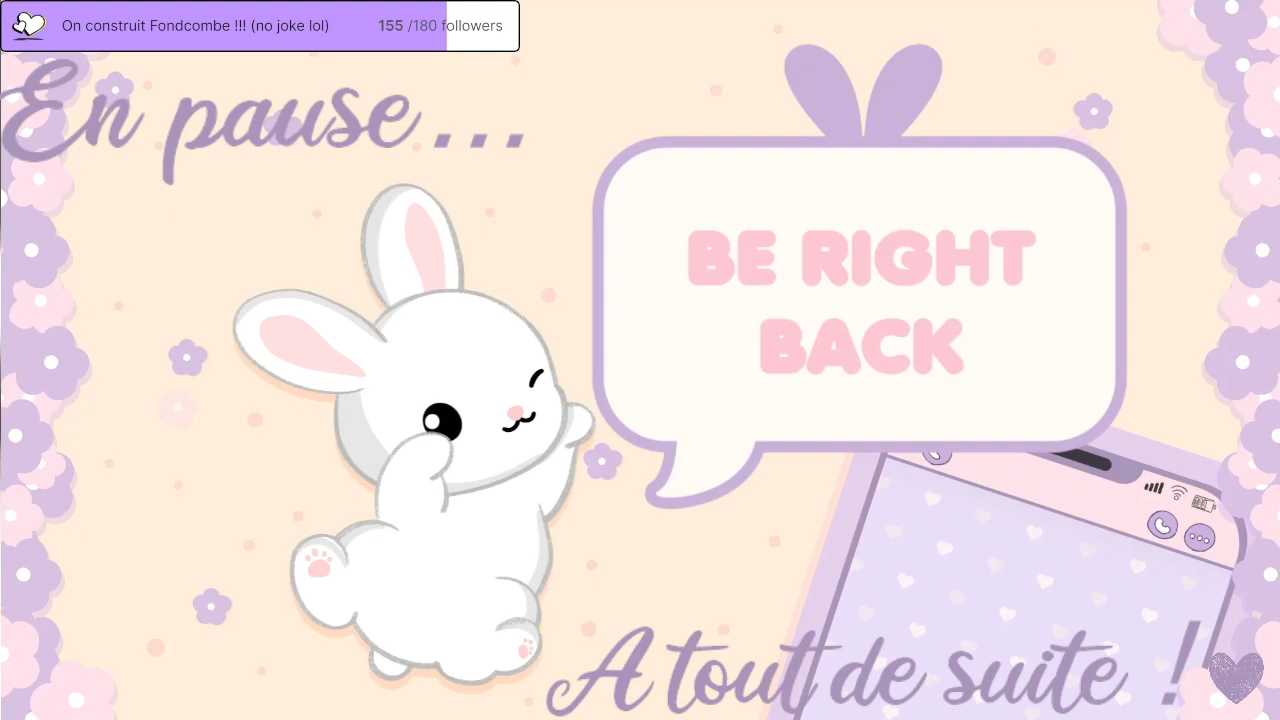 On construit Fondcombe !!! (no joke lol) 155 /180 followers
En pause...
BE RIGHT
BACK
A tout de suite !